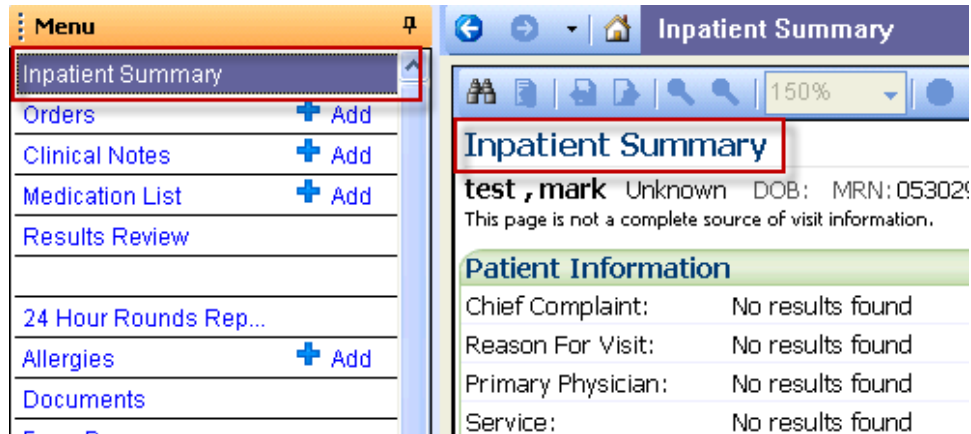 Menu
Inpatient Summary
Orders Add
Clinical Notes Add
Medication List Add
Results Review
24 Hour Rounds Rep...
Allergies Add
Documents
Inpatient Summary
150%
Inpatient Summary
test , mark Unknown DOB: MRN: 053029
This page is not a complete source of visit information.
Patient Information
Chief Complaint: No results found
Reason For Visit: No results found
Primary Physician: No results found
Service: No results found